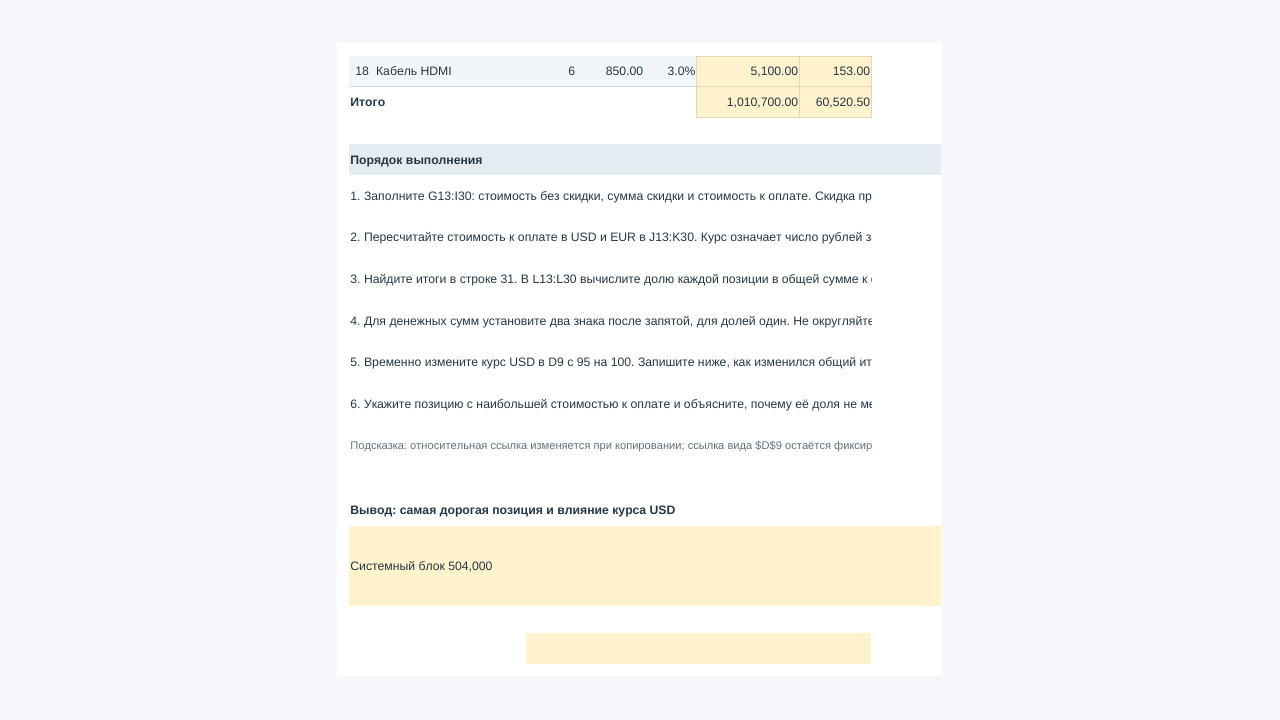 18 Кабель HDMI 6 850.00 3.0% 5,100.00 153.00
Итого 1,010,700.00 60,520.50
Порядок выполнения
1. Заполните G13:I30: стоимость без скидки, сумма скидки и стоимость к оплате. Скидка пр
2. Пересчитайте стоимость к оплате в USD и EUR в J13:K30. Курс означает число рублей з
3. Найдите итоги в строке 31. В L13:L30 вычислите долю каждой позиции в общей сумме к
4. Для денежных сумм установите два знака после запятой, для долей один. Не округляйте
5. Временно измените курс USD в D9 с 95 на 100. Запишите ниже, как изменился общий ит
6. Укажите позицию с наибольшей стоимостью к оплате и объясните, почему её доля не ме
Подсказка: относительная ссылка изменяется при копировании; ссылка вида $D$9 остаётся фиксир
Вывод: самая дорогая позиция и влияние курса USD
Системный блок 504,000